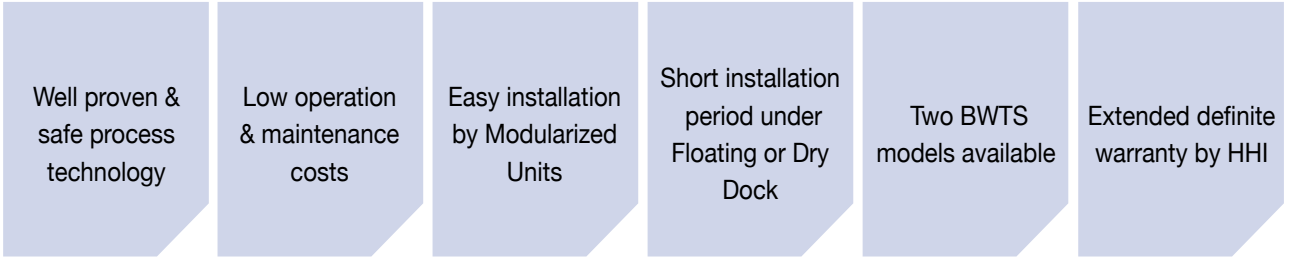 Well proven &
safe process
technology
Low operation
& maintenance
costs
Easy installation
by Modularized
Units
Short installation
period under
Floating or Dry
Dock
Two BWTS
models available
Extended definite
warranty by HHI